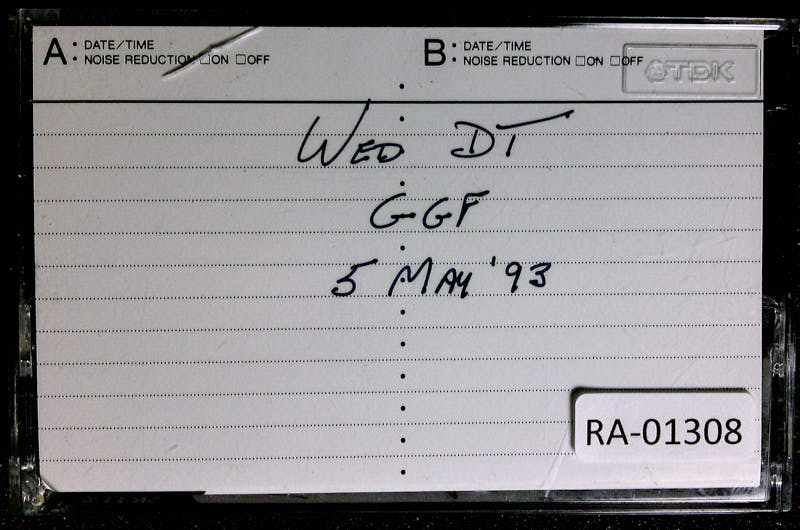 A: DATE/TIME
NOISE REDUCTION □ON □OFF
B: DATE/TIME
NOISE REDUCTION □ON □OFF
TDK
WED DT
GGF
5 MAY '93
RA-01308